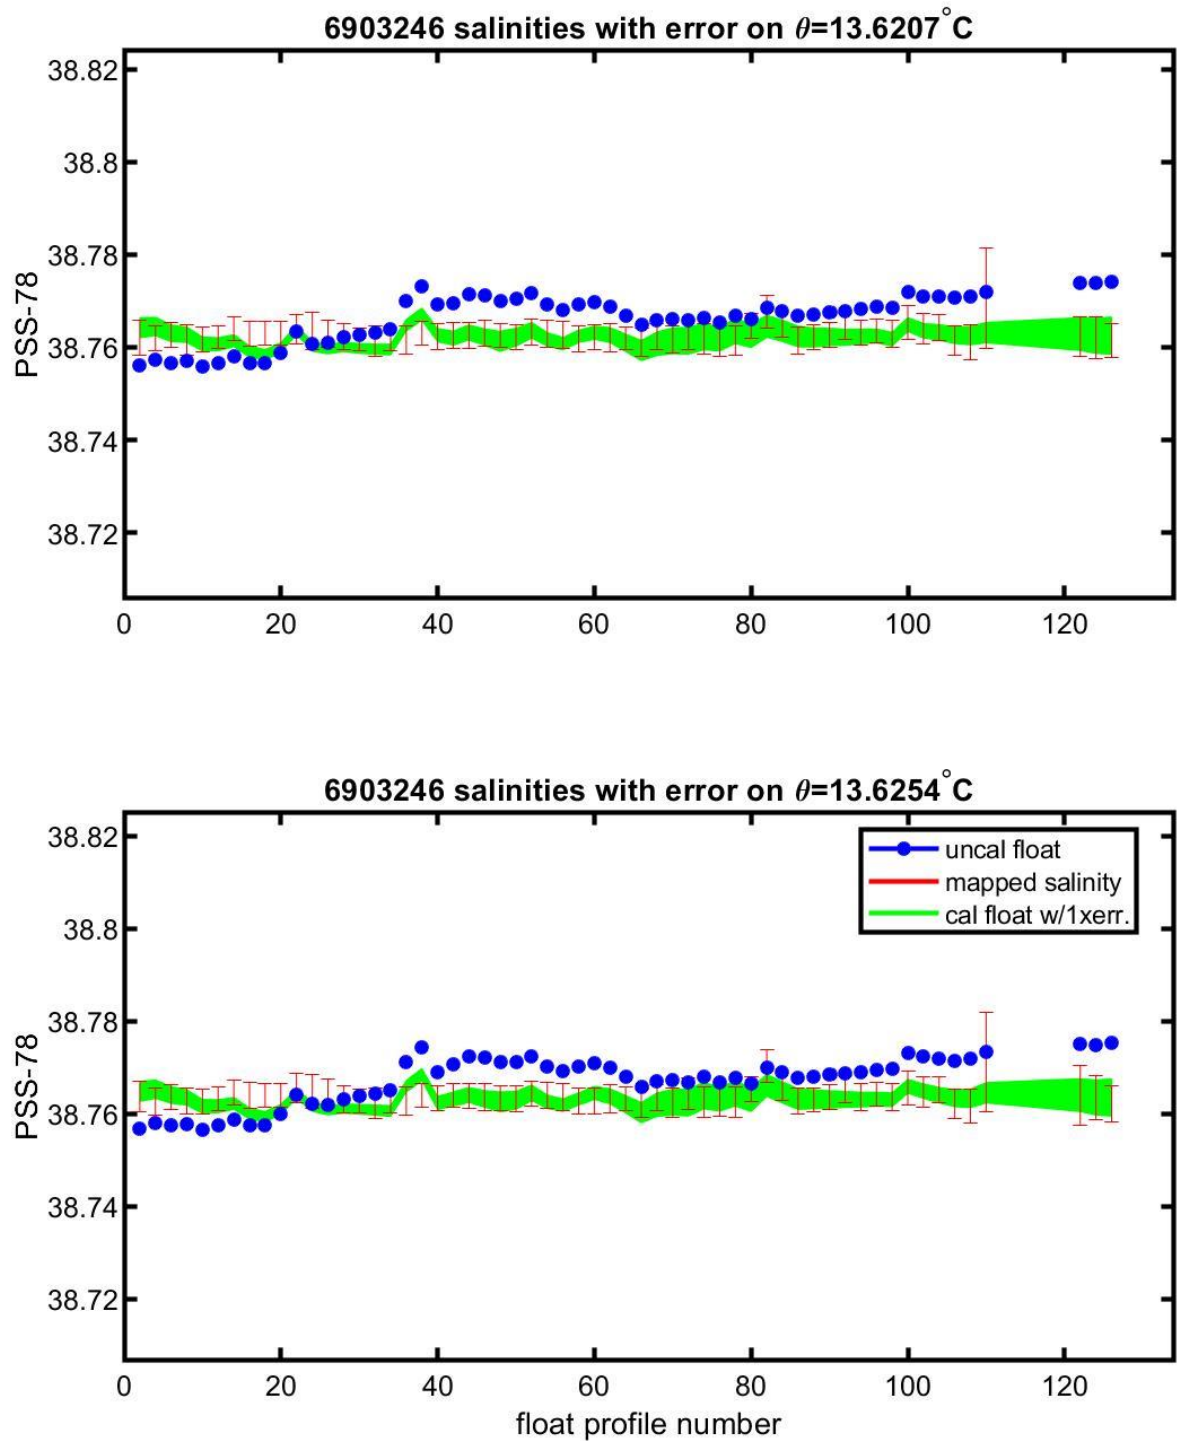 6903246 salinities with error on θ=13.6207°C
38.82
38.8
38.78
38.76
38.74
38.72
PSS-78
0 20 40 60 80 100 120
6903246 salinities with error on θ=13.6254°C
38.82
38.8
38.78
38.76
38.74
38.72
PSS-78
uncal float
mapped salinity
cal float w/1xerr.
0 20 40 60 80 100 120
float profile number